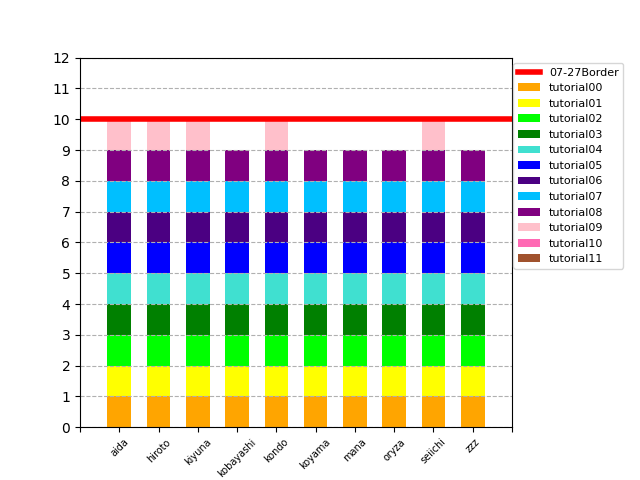 12
11
10
9
8
7
6
5
4
3
2
1
0
aida
hiroto
kiyuna
kobayashi
kondo
koyama
mana
oryza
seiichi
zzz
07-27Border
tutorial00
tutorial01
tutorial02
tutorial03
tutorial04
tutorial05
tutorial06
tutorial07
tutorial08
tutorial09
tutorial10
tutorial11